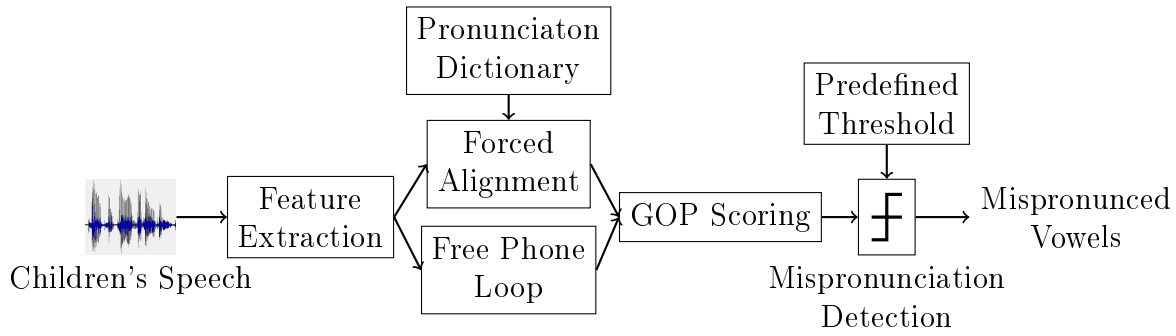 Pronunciaton
Dictionary
Predefined
Threshold
Forced
Alignment
Feature
Extraction
GOP Scoring
Mispronunced
Vowels
Free Phone
Loop
Children's Speech
Mispronunciation
Detection